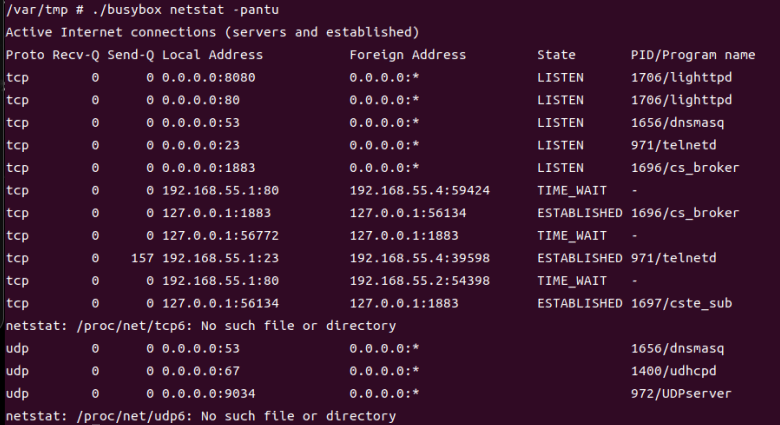 /var/tmp # ./busybox netstat -pantu
Active Internet connections (servers and established)
Proto Recv-Q Send-Q Local Address           Foreign Address         State       PID/Program name
tcp        0      0 0.0.0.0:8080            0.0.0.0:*               LISTEN      1706/lighttpd
tcp        0      0 0.0.0.0:80              0.0.0.0:*               LISTEN      1706/lighttpd
tcp        0      0 0.0.0.0:53              0.0.0.0:*               LISTEN      1656/dnsmasq
tcp        0      0 0.0.0.0:23              0.0.0.0:*               LISTEN      971/telnetd
tcp        0      0 0.0.0.0:1883            0.0.0.0:*               LISTEN      1696/cs_broker
tcp        0      0 192.168.55.1:80         192.168.55.4:59424      TIME_WAIT   -
tcp        0      0 127.0.0.1:1883          127.0.0.1:56134         ESTABLISHED 1696/cs_broker
tcp        0      0 127.0.0.1:56772         127.0.0.1:1883          TIME_WAIT   -
tcp        0    157 192.168.55.1:23         192.168.55.4:39598      ESTABLISHED 971/telnetd
tcp        0      0 192.168.55.1:80         192.168.55.2:54398      TIME_WAIT   -
tcp        0      0 127.0.0.1:56134         127.0.0.1:1883          ESTABLISHED 1697/cste_sub
netstat: /proc/net/tcp6: No such file or directory
udp        0      0 0.0.0.0:53              0.0.0.0:*                           1656/dnsmasq
udp        0      0 0.0.0.0:67              0.0.0.0:*                           1400/udhcpd
udp        0      0 0.0.0.0:9034            0.0.0.0:*                           972/UDPserver
netstat: /proc/net/udp6: No such file or directory